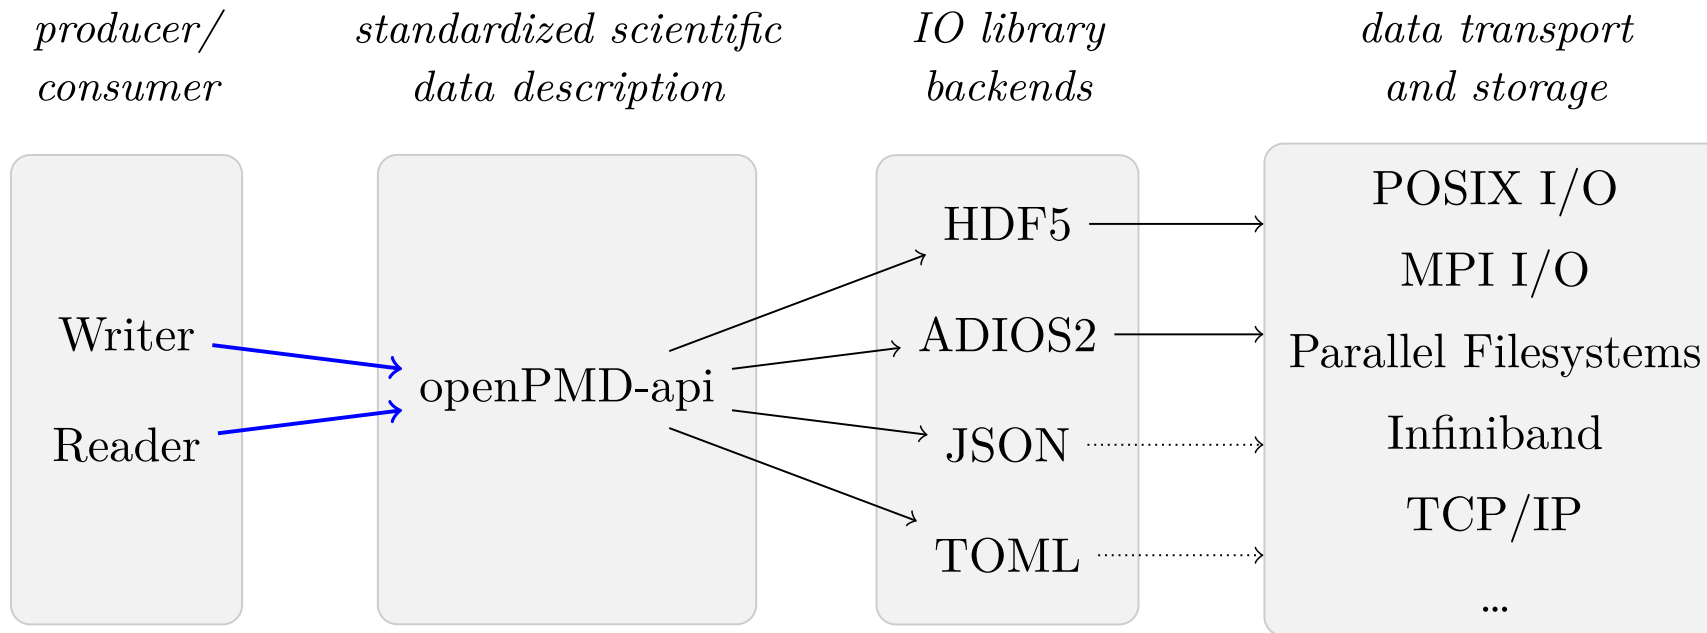 producer/
consumer
standardized scientific
data description
IO library
backends
data transport
and storage
Writer
Reader
openPMD-api
HDF5
ADIOS2
JSON
TOML
POSIX I/O
MPI I/O
Parallel Filesystems
Infiniband
TCP/IP
...